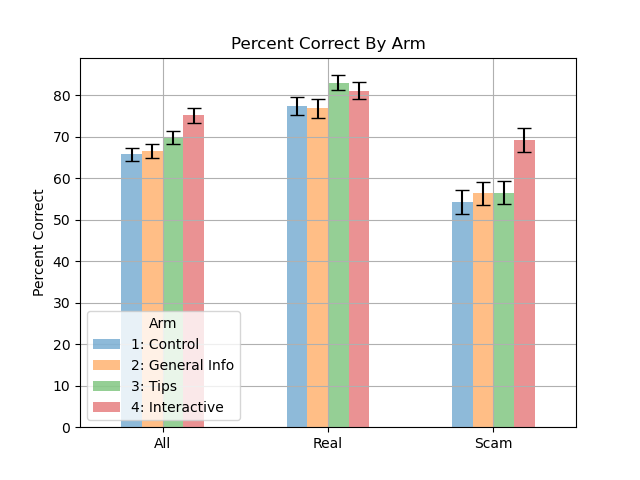 Percent Correct By Arm
Percent Correct
80
70
60
50
40
30
20
10
0
Arm
1: Control
2: General Info
3: Tips
4: Interactive
All
Real
Scam